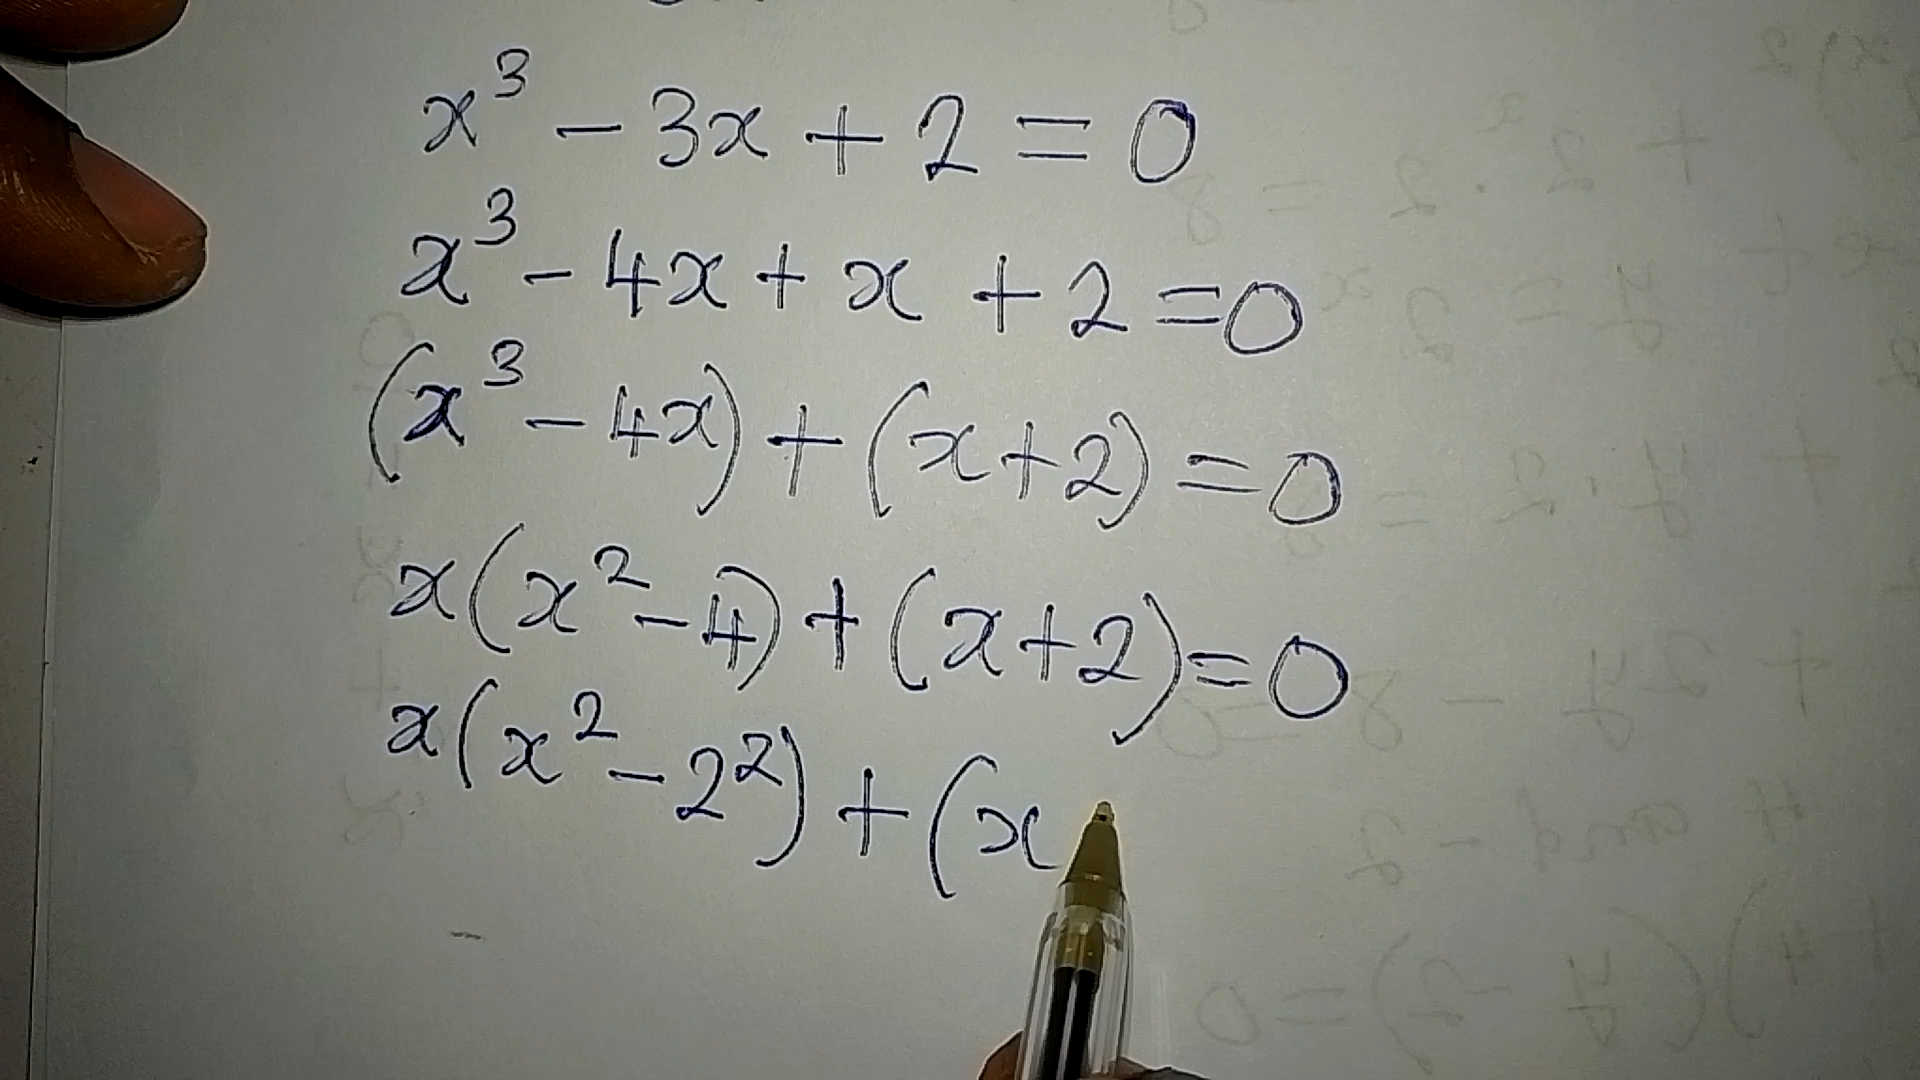 x³ - 3x + 2 = 0
x³ - 4x + x + 2 = 0
(x³ - 4x) + (x + 2) = 0
x(x² - 4) + (x + 2) = 0
x(x² - 2²) + (x